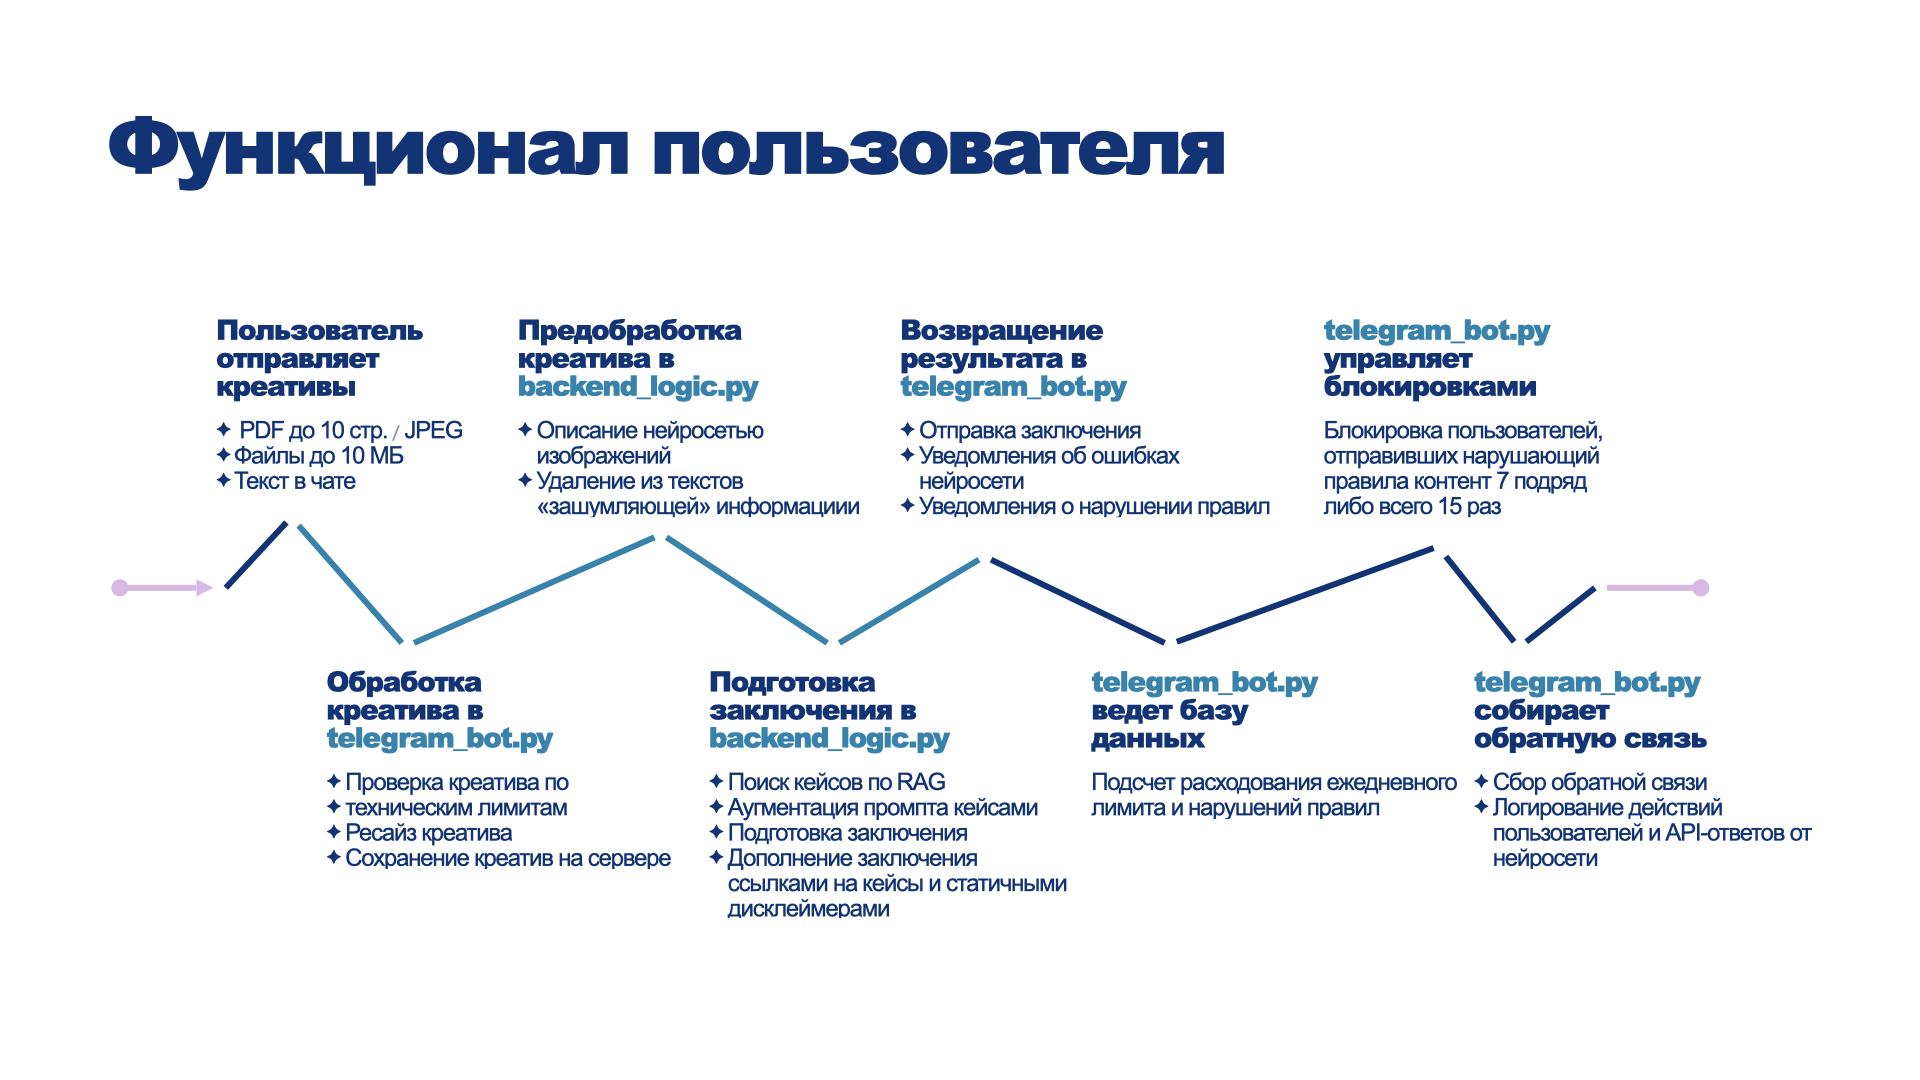 Функционал пользователя
Пользователь
отправляет
креативы
✦ PDF до 10 стр. / JPEG
✦ Файлы до 10 МБ
✦ Текст в чате
Предобработка
креатива в
backend_logic.py
✦ Описание нейросетью
изображений
✦ Удаление из текстов
«зашумляющей» информациии
Возвращение
результата в
telegram_bot.py
✦ Отправка заключения
✦ Уведомления об ошибках
нейросети
✦ Уведомления о нарушении правил
telegram_bot.py
управляет
блокировками
Блокировка пользователей,
отправивших нарушающий
правила контент 7 подряд
либо всего 15 раз
Обработка
креатива в
telegram_bot.py
✦ Проверка креатива по
✦ техническим лимитам
✦ Ресайз креатива
✦ Сохранение креатив на сервере
Подготовка
заключения в
backend_logic.py
✦ Поиск кейсов по RAG
✦ Аугментация промпта кейсами
✦ Подготовка заключения
✦ Дополнение заключения
ссылками на кейсы и статичными
дисклеймерами
telegram_bot.py
ведет базу
данных
Подсчет расходования ежедневного
лимита и нарушений правил
telegram_bot.py
собирает
обратную связь
✦ Сбор обратной связи
✦ Логирование действий
пользователей и API-ответов от
нейросети